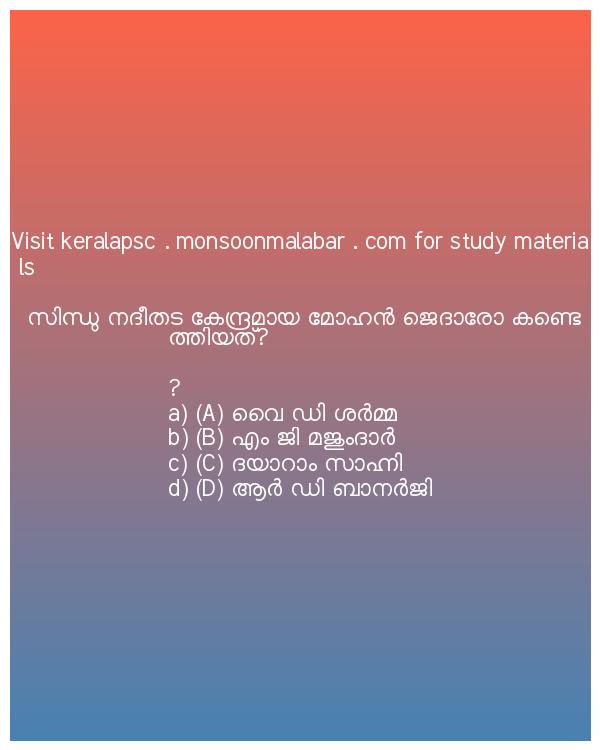 Visit keralapsc . monsoonmalabar . com for study materia
ls
സിന്ധു നദീതട കേന്ദ്രമായ മോഹൻ ജെദാരോ കണ്ടെ
ത്തിയത്?
?
a) (A) വൈ ഡി ശർമ്മ
b) (B) എം ജി മജുംദാർ
c) (C) ദയാറാം സാഹ്നി
d) (D) ആർ ഡി ബാനർജി